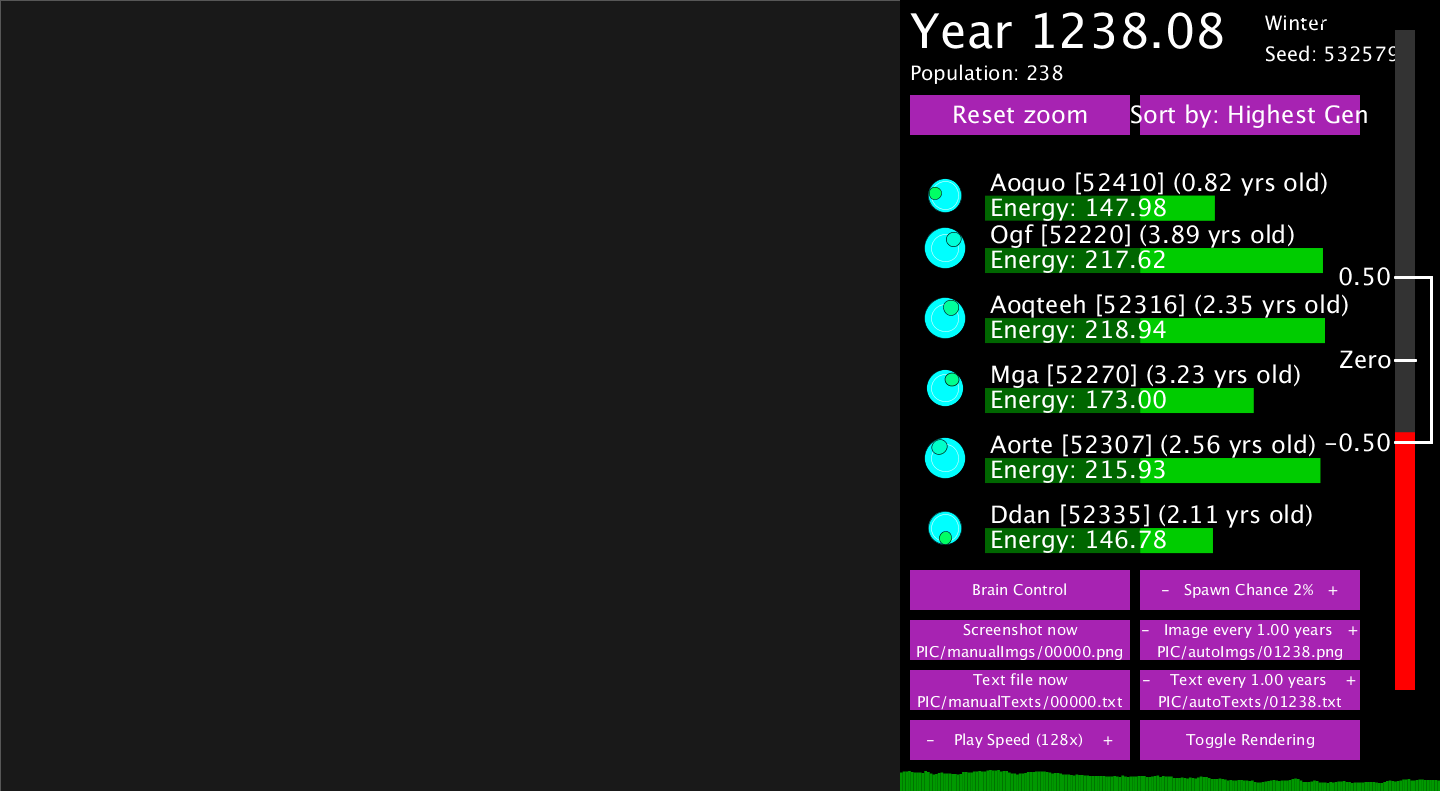 Year 1238.08
Winter
Seed: 532579
Population: 238
Reset zoom
Sort by: Highest Gen
Aoquo [52410] (0.82 yrs old)
Energy: 147.98
Ogf [52220] (3.89 yrs old)
Energy: 217.62
Aoqteeh [52316] (2.35 yrs old)
Energy: 218.94
Mga [52270] (3.23 yrs old)
Energy: 173.00
Aorte [52307] (2.56 yrs old)
Energy: 215.93
Ddan [52335] (2.11 yrs old)
Energy: 146.78
0.50
Zero
-0.50
Brain Control
- Spawn Chance 2% +
Screenshot now
PIC/manualImgs/00000.png
- Image every 1.00 years +
PIC/autoImgs/01238.png
Text file now
PIC/manualTexts/00000.txt
- Text every 1.00 years +
PIC/autoTexts/01238.txt
- Play Speed (128x) +
Toggle Rendering